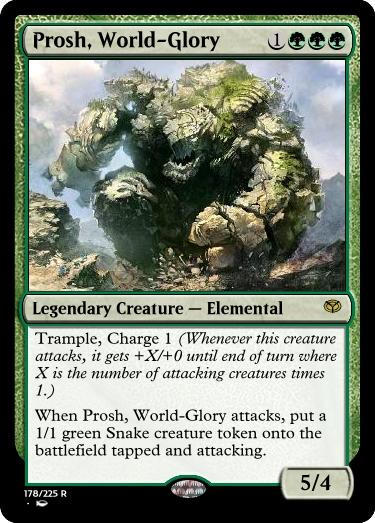 Prosh, World-Glory 1
Legendary Creature — Elemental
Trample, Charge 1 (Whenever this creature
attacks, it gets +X/+0 until end of turn where
X is the number of attacking creatures times
1.)
When Prosh, World-Glory attacks, put a
1/1 green Snake creature token onto the
battlefield tapped and attacking.
5/4
178/225 R